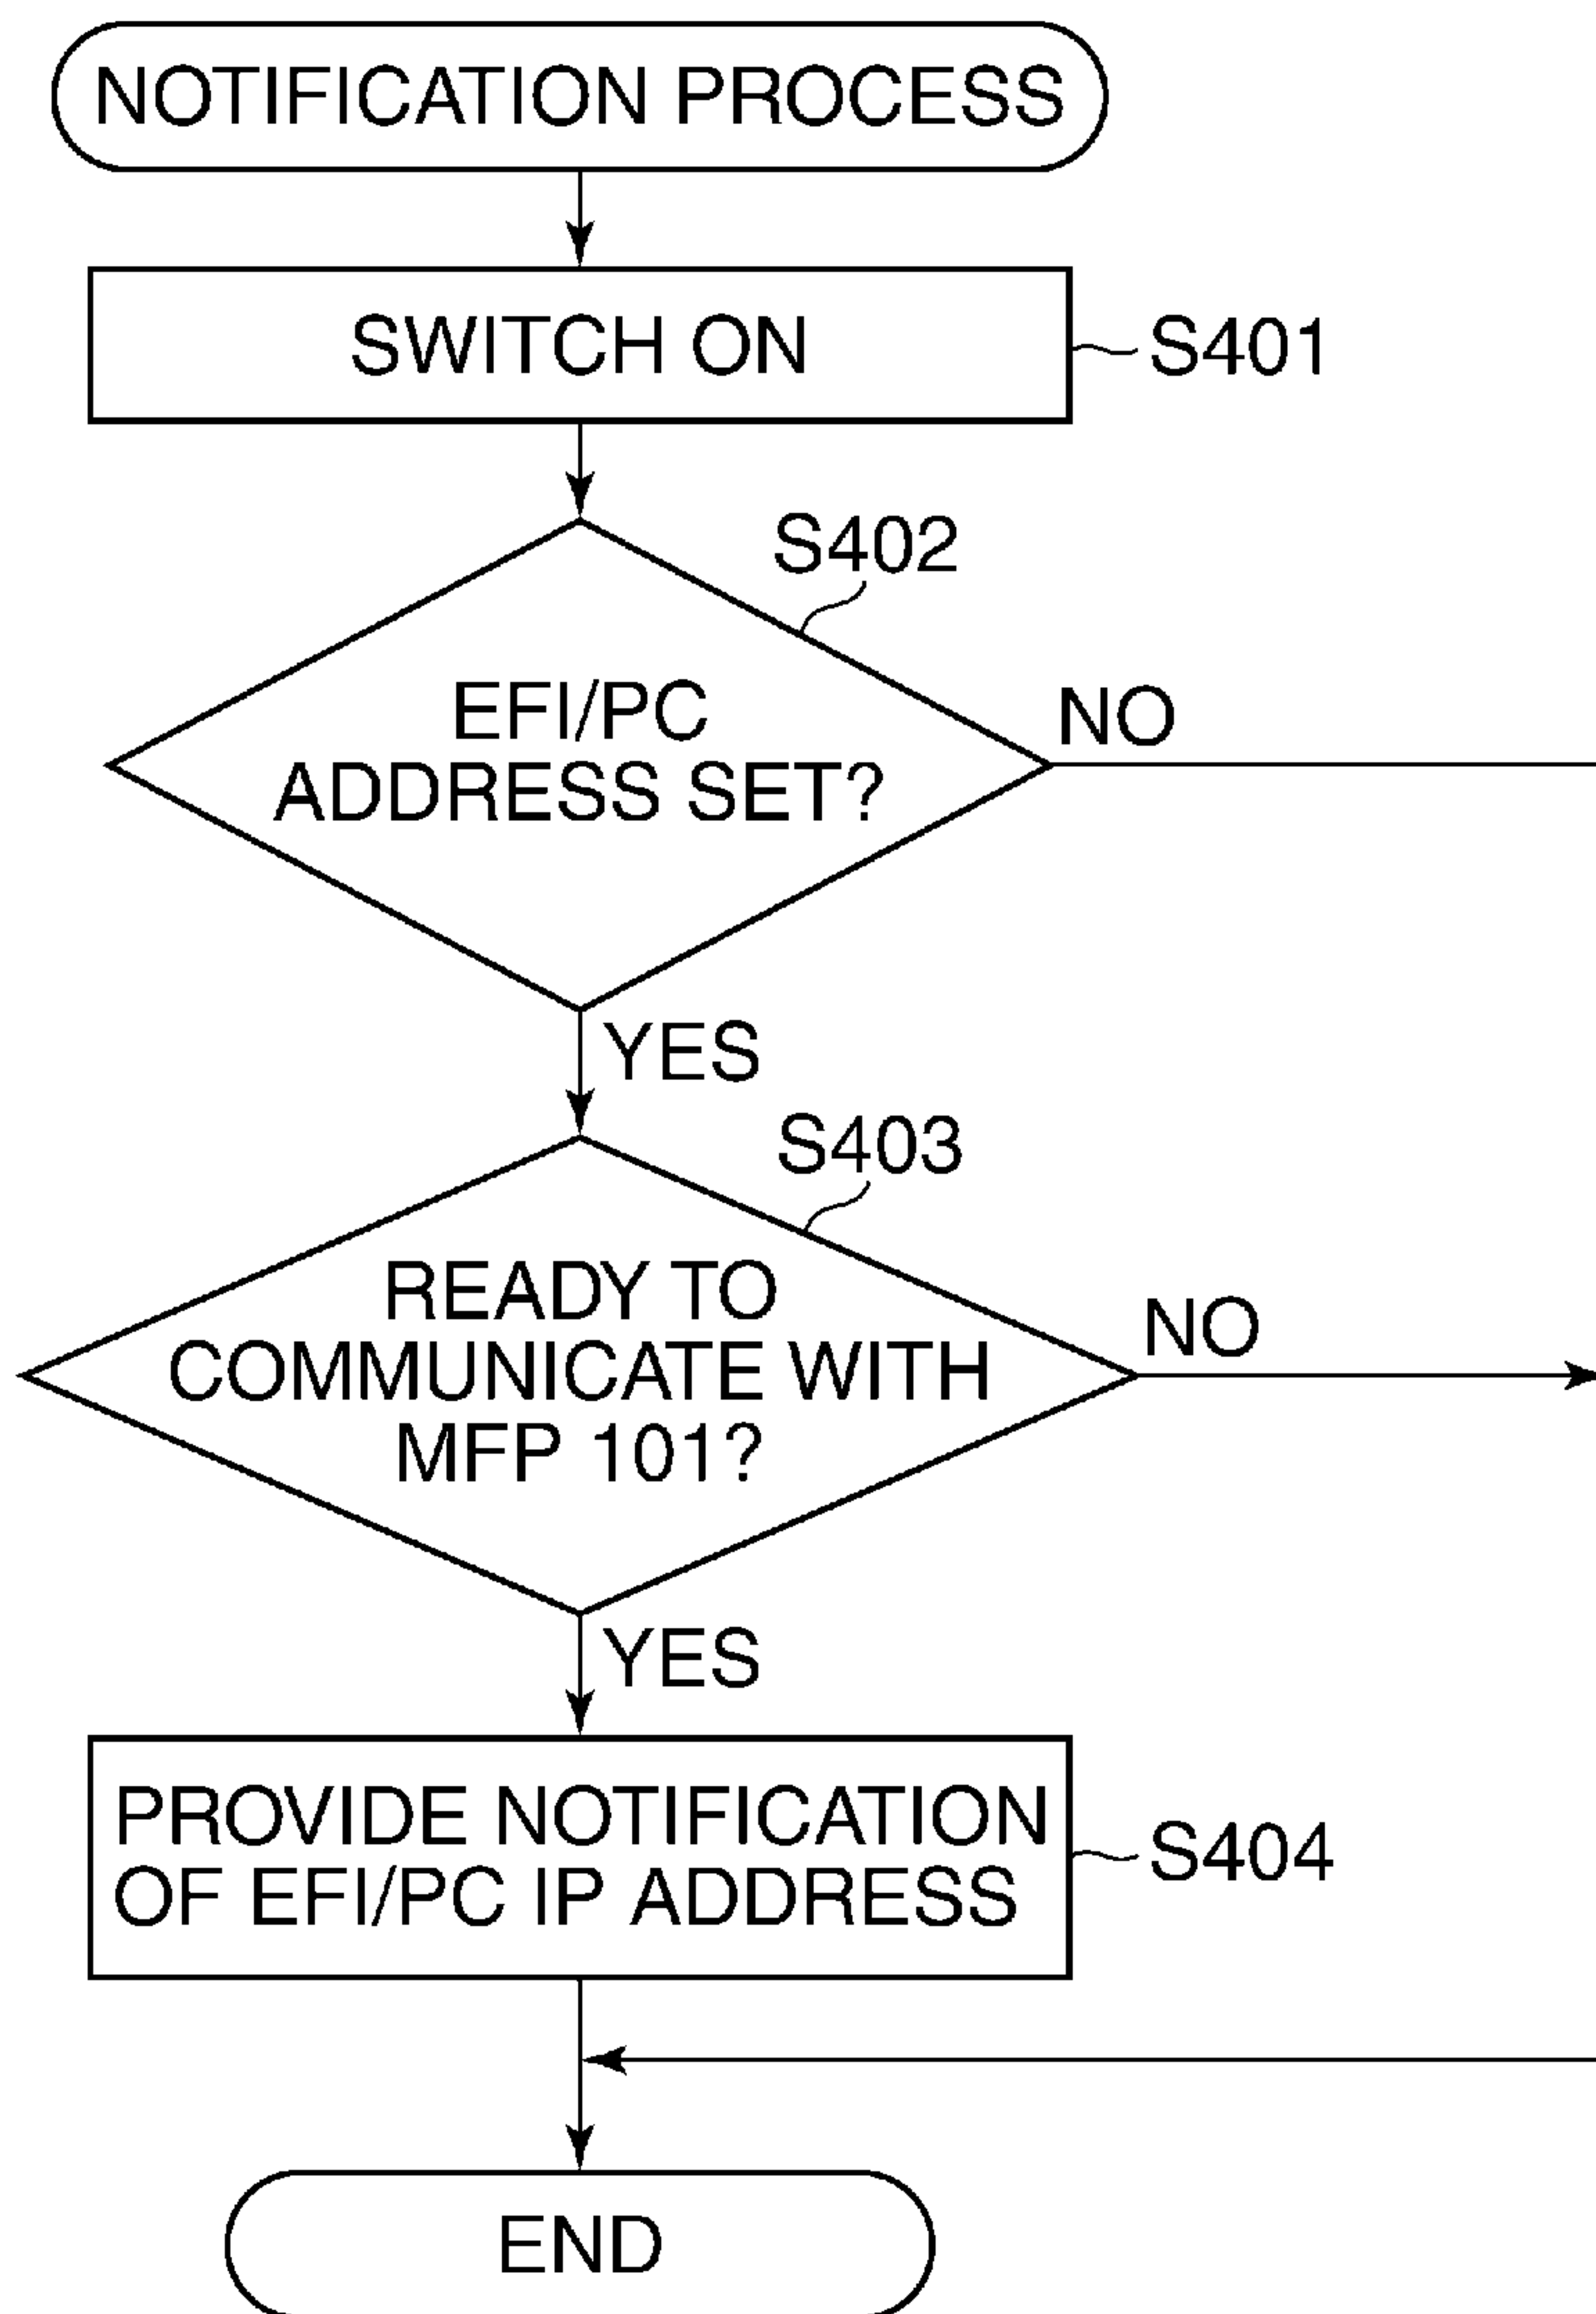 NOTIFICATION PROCESS
SWITCH ON
S401
S402
EFI/PC
ADDRESS SET?
NO
YES
S403
READY TO
COMMUNICATE WITH
MFP 101?
NO
YES
PROVIDE NOTIFICATION
OF EFI/PC IP ADDRESS
S404
END